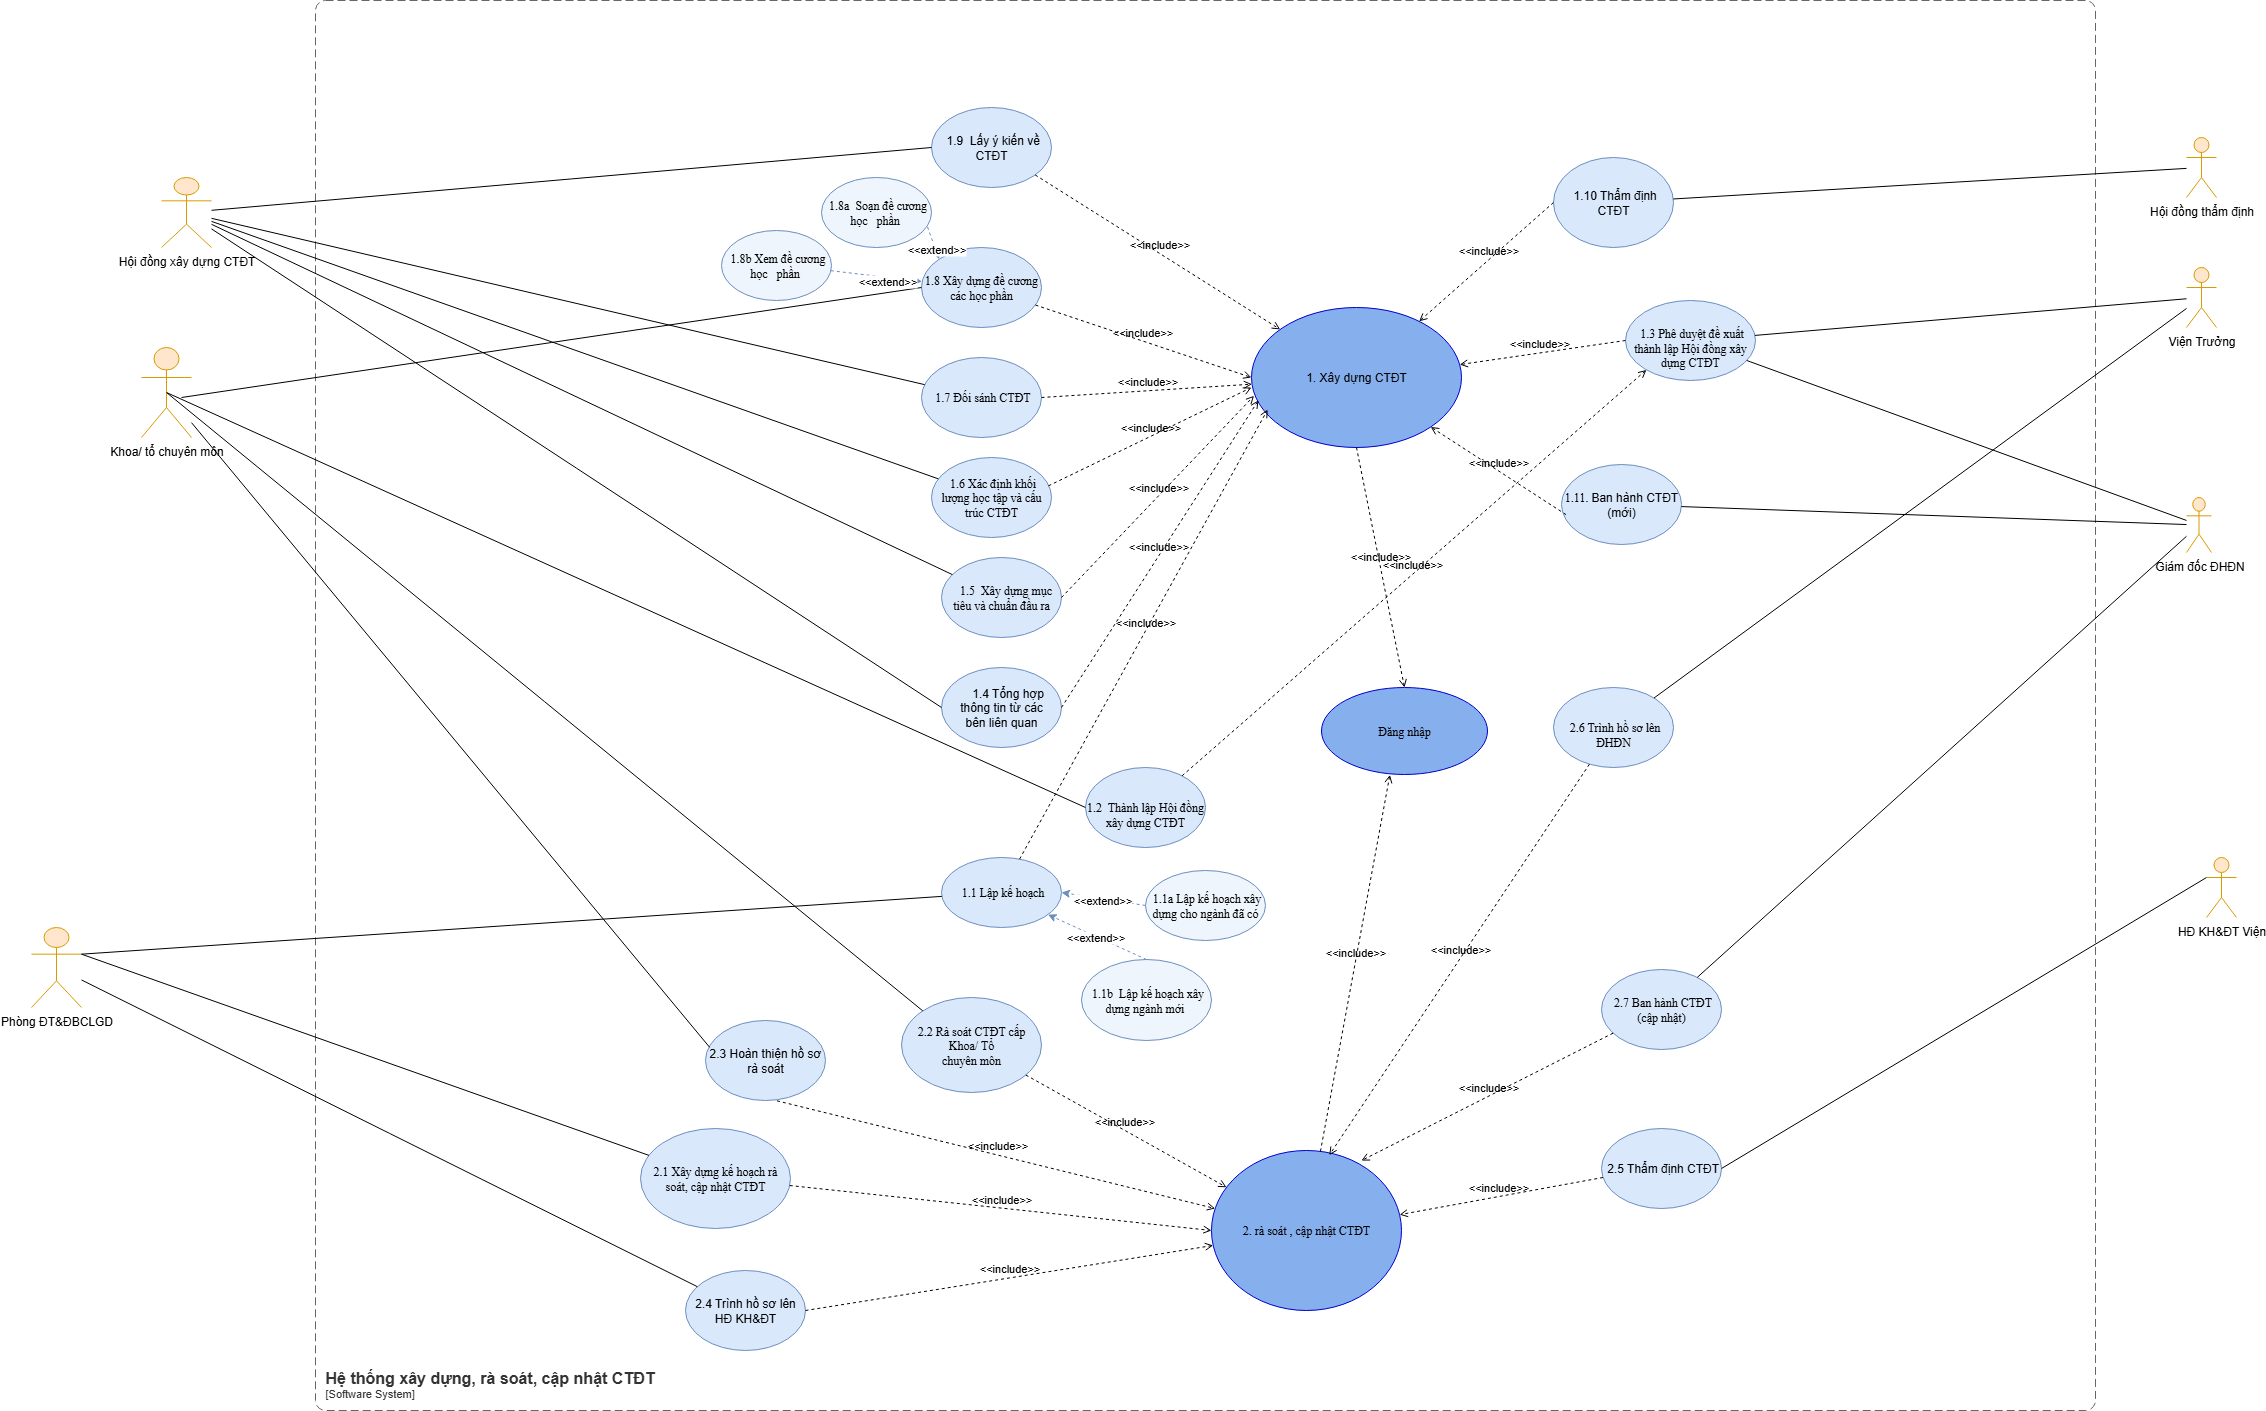 1.9 Lấy ý kiến về
CTĐT
1.10 Thẩm định
CTĐT
Hội đồng thẩm định
1.8a Soạn đề cương
học phần
<<include>>
<<extend>>
<<include>>
Hội đồng xây dựng CTĐT
1.8b Xem đề cương
học phần
<<extend>>
1.8 Xây dựng đề cương
các học phần
<<include>>
1.3 Phê duyệt đề xuất
thành lập Hội đồng xây
dựng CTĐT
<<include>>
Viện Trưởng
1. Xây dựng CTĐT
<<include>>
1.7 Đối sánh CTĐT
<<include>>
Khoa/ tổ chuyên môn
<<include>>
1.6 Xác định khối
lượng học tập và cấu
trúc CTĐT
<<include>>
1.11. Ban hành CTĐT
(mới)
<<include>>
<<include>>
<<include>>
Giám đốc ĐHĐN
1.5 Xây dựng mục
tiêu và chuẩn đầu ra
<<include>>
1.4 Tổng hợp
thông tin từ các
bên liên quan
Đăng nhập
2.6 Trình hồ sơ lên
ĐHĐN
1.2 Thành lập Hội đồng
xây dựng CTĐT
1.1 Lập kế hoạch
<<extend>>
1.1a Lập kế hoạch xây
dựng cho ngành đã có
<<extend>>
HĐ KH&ĐT Viện
<<include>>
<<include>>
1.1b Lập kế hoạch xây
dựng ngành mới
Phòng ĐT&ĐBCLGD
2.7 Ban hành CTĐT
(cập nhật)
2.2 Rà soát CTĐT cấp
Khoa/ Tổ
chuyên môn
2.3 Hoàn thiện hồ sơ
rà soát
<<include>>
<<include>>
<<include>>
2.1 Xây dựng kế hoạch rà
soát, cập nhật CTĐT
2.5 Thẩm định CTĐT
<<include>>
<<include>>
2. rà soát , cập nhật CTĐT
<<include>>
2.4 Trình hồ sơ lên
HĐ KH&ĐT
Hệ thống xây dựng, rà soát, cập nhật CTĐT
[Software System]